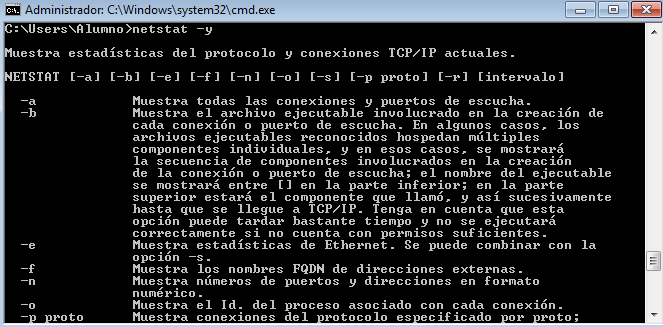 Administrador: C:\Windows\system32\cmd.exe
C:\Users\Alumno>netstat -y
Muestra estadísticas del protocolo y conexiones TCP/IP actuales.
NETSTAT [-a] [-b] [-e] [-f] [-n] [-o] [-s] [-p proto] [-r] [intervalo]
-a Muestra todas las conexiones y puertos de escucha.
-b Muestra el archivo ejecutable involucrado en la creación de
cada conexión o puerto de escucha. En algunos casos, los
archivos ejecutables reconocidos hospedan múltiples
componentes individuales, y en esos casos, se mostrará
la secuencia de componentes involucrados en la creación
de la conexión o puerto de escucha; el nombre del ejecutable
se mostrará entre [] en la parte inferior; en la parte
superior estará el componente que llamó, y así sucesivamente
hasta que se llegue a TCP/IP. Tenga en cuenta que esta
opción puede tardar bastante tiempo y no se ejecutará
correctamente si no cuenta con permisos suficientes.
-e Muestra estadísticas de Ethernet. Se puede combinar con la
opción -s.
-f Muestra los nombres FQDN de direcciones externas.
-n Muestra números de puertos y direcciones en formato
numérico.
-o Muestra el Id. del proceso asociado con cada conexión.
-p proto Muestra conexiones del protocolo especificado por proto;